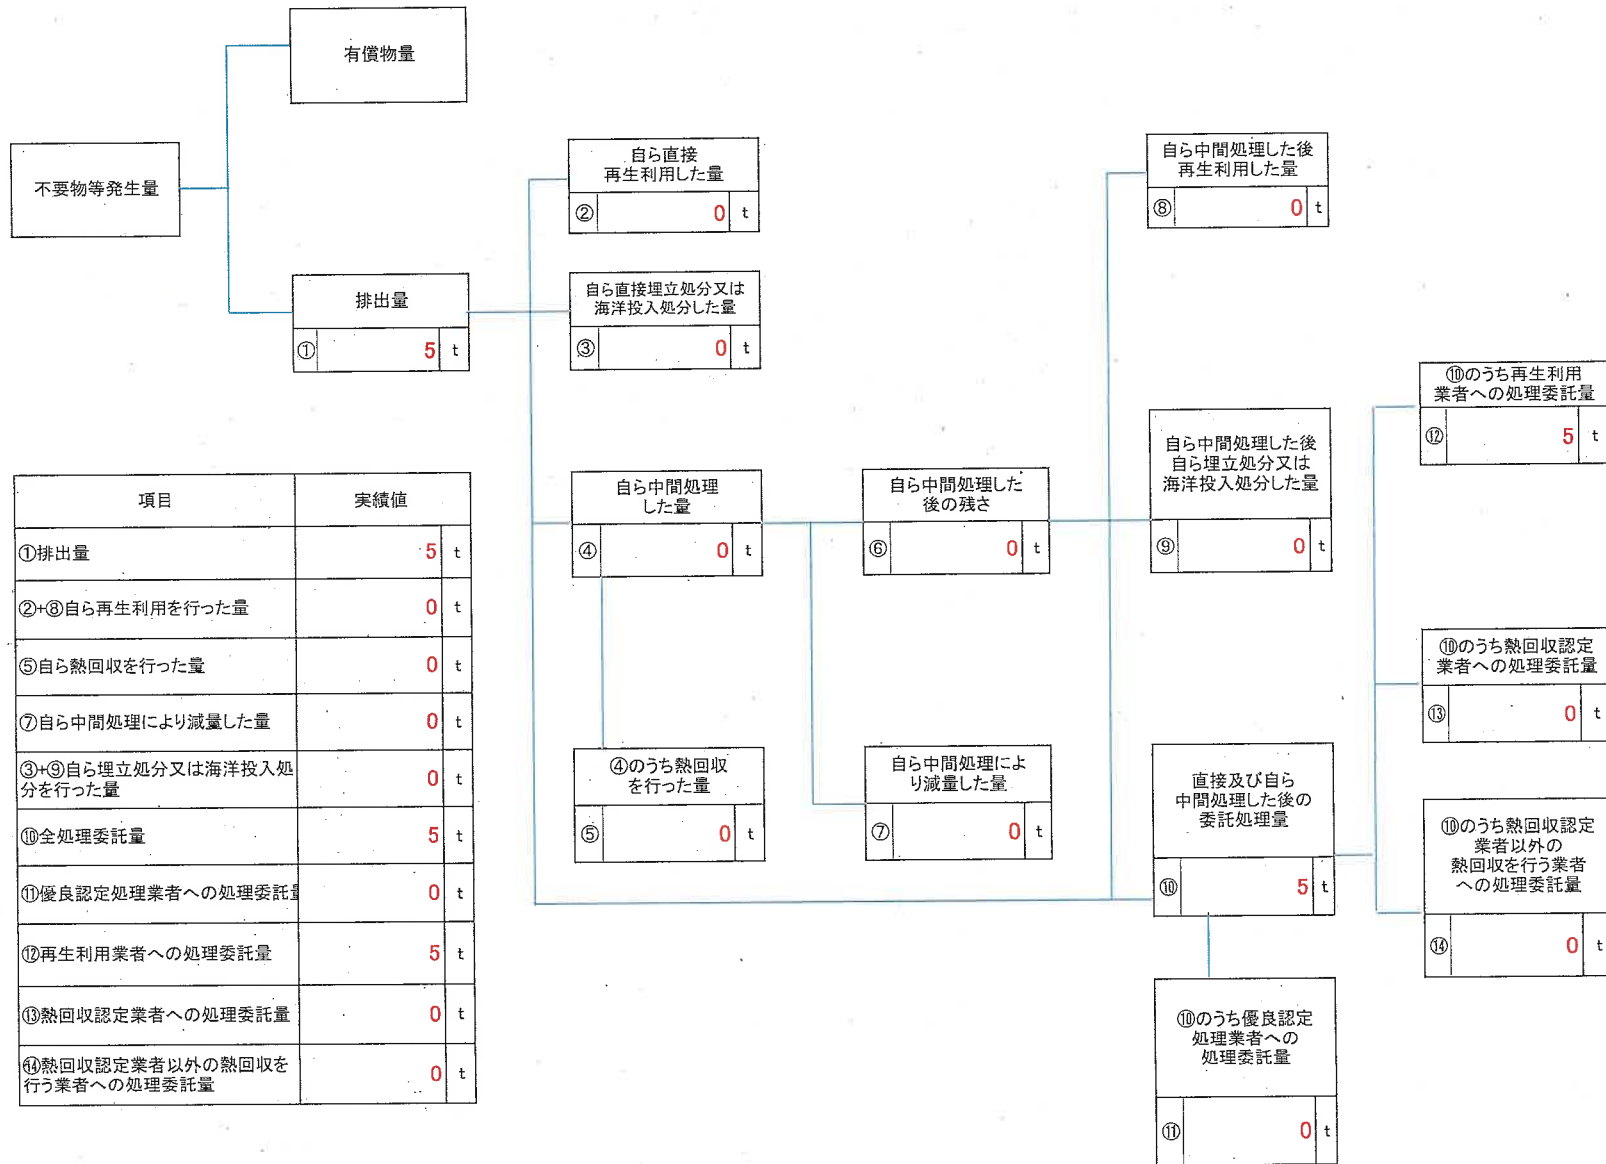 有償物量
不要物等発生量
排出量
① 5 t
自ら直接
再生利用した量
② 0 t
自ら直接埋立処分又は
海洋投入処分した量
③ 0 t
自ら中間処理
した量
④ 0 t
④のうち熱回収
を行った量
⑤ 0 t
自ら中間処理した
後の残さ
⑥ 0 t
自ら中間処理によ
り減量した量
⑦ 0 t
自ら中間処理した後
再生利用した量
⑧ 0 t
自ら中間処理した後
自ら埋立処分又は
海洋投入処分した量
⑨ 0 t
直接及び自ら
中間処理した後の
委託処理量
⑩ 5 t
⑩のうち優良認定
処理業者への
処理委託量
⑪ 0 t
⑩のうち再生利用
業者への処理委託量
⑫ 5 t
⑩のうち熱回収認定
業者への処理委託量
⑬ 0 t
⑩のうち熱回収認定
業者以外の
熱回収を行う業者
への処理委託量
⑭ 0 t
項目 実績値
①排出量 5 t
②+⑧自ら再生利用を行った量 0 t
⑤自ら熱回収を行った量 0 t
⑦自ら中間処理により減量した量 0 t
③+⑨自ら埋立処分又は海洋投入処
分を行った量 0 t
⑩全処理委託量 5 t
⑪優良認定処理業者への処理委託量 0 t
⑫再生利用業者への処理委託量 5 t
⑬熱回収認定業者への処理委託量 0 t
⑭熱回収認定業者以外の熱回収を
行う業者への処理委託量 0 t